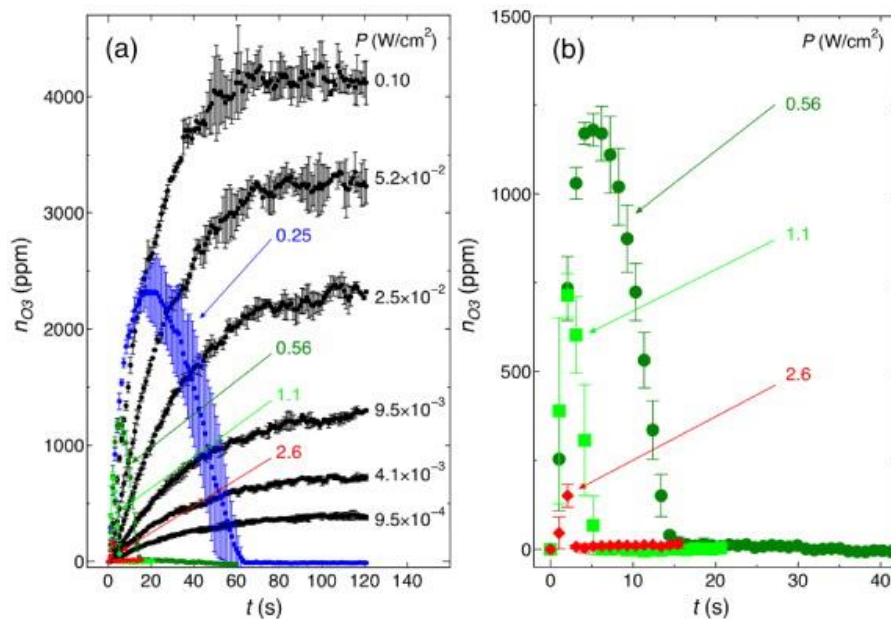 (a)
P (W/cm²)
0.10
5.2×10⁻²
0.25
2.5×10⁻²
0.56
1.1
9.5×10⁻³
2.6
4.1×10⁻³
9.5×10⁻⁴
4000
3000
2000
1000
0
nO3 (ppm)
0 20 40 60 80 100 120 140
t (s)
(b)
P (W/cm²)
0.56
1.1
2.6
1500
1000
500
0
nO3 (ppm)
0 10 20 30 40
t (s)